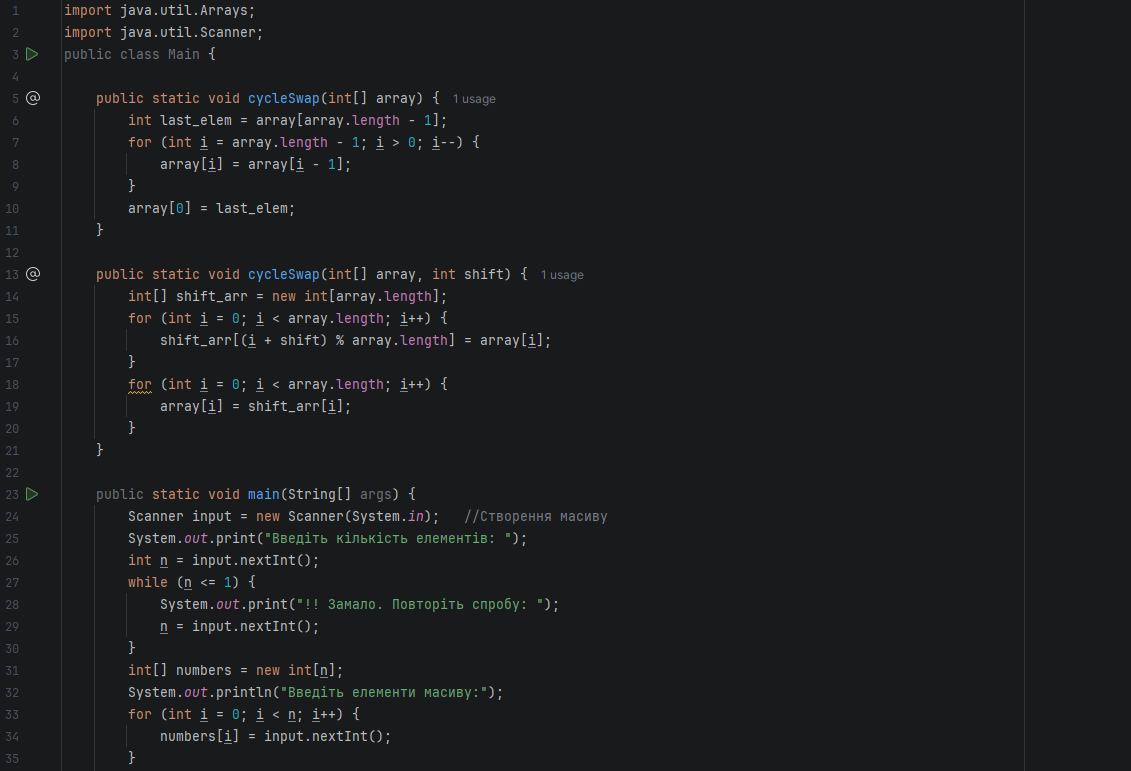 1 import java.util.Arrays;
2 import java.util.Scanner;
3 public class Main {
4
5 public static void cycleSwap(int[] array) { 1 usage
6 int last_elem = array[array.length - 1];
7 for (int i = array.length - 1; i > 0; i--) {
8 array[i] = array[i - 1];
9 }
10 array[0] = last_elem;
11 }
12
13 public static void cycleSwap(int[] array, int shift) { 1 usage
14 int[] shift_arr = new int[array.length];
15 for (int i = 0; i < array.length; i++) {
16 shift_arr[(i + shift) % array.length] = array[i];
17 }
18 for (int i = 0; i < array.length; i++) {
19 array[i] = shift_arr[i];
20 }
21 }
22
23 public static void main(String[] args) {
24 Scanner input = new Scanner(System.in); //Створення масиву
25 System.out.print("Введіть кількість елементів: ");
26 int n = input.nextInt();
27 while (n <= 1) {
28 System.out.print("!! Замало. Повторіть спробу: ");
29 n = input.nextInt();
30 }
31 int[] numbers = new int[n];
32 System.out.println("Введіть елементи масиву:");
33 for (int i = 0; i < n; i++) {
34 numbers[i] = input.nextInt();
35 }